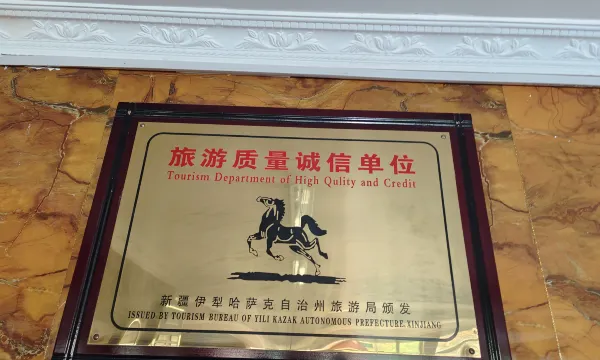 旅游质量诚信单位
Tourism Department of High Qulity and Credit
新疆伊犁哈萨克自治州旅游局颁发
ISSUED BY TOURISM BUREAU OF YILI KAZAK AUTONOMOUS PREFECTURE. XINJIANG